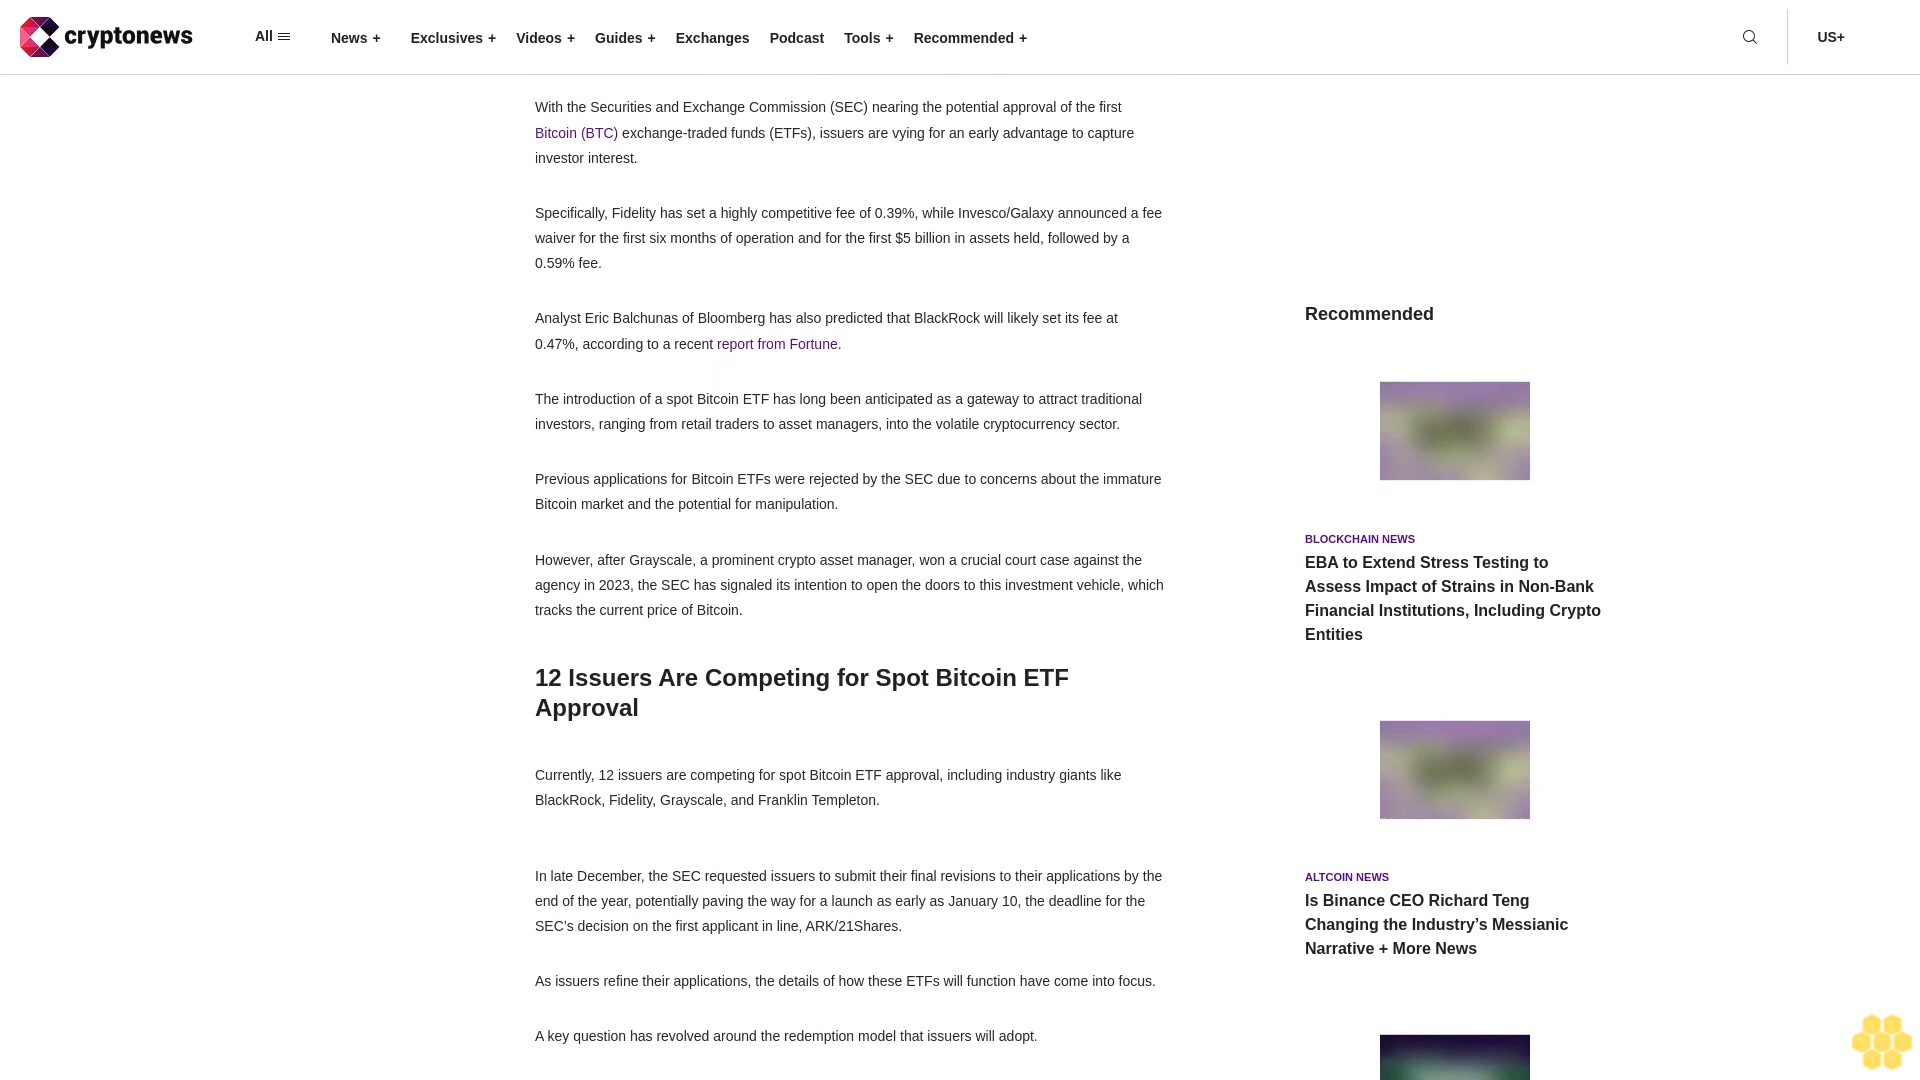 cryptonews
All
News +
Exclusives +
Videos +
Guides +
Exchanges
Podcast
Tools +
Recommended +
US+
With the Securities and Exchange Commission (SEC) nearing the potential approval of the first
Bitcoin (BTC) exchange-traded funds (ETFs), issuers are vying for an early advantage to capture
investor interest.
Specifically, Fidelity has set a highly competitive fee of 0.39%, while Invesco/Galaxy announced a fee
waiver for the first six months of operation and for the first $5 billion in assets held, followed by a
0.59% fee.
Analyst Eric Balchunas of Bloomberg has also predicted that BlackRock will likely set its fee at
0.47%, according to a recent report from Fortune.
The introduction of a spot Bitcoin ETF has long been anticipated as a gateway to attract traditional
investors, ranging from retail traders to asset managers, into the volatile cryptocurrency sector.
Previous applications for Bitcoin ETFs were rejected by the SEC due to concerns about the immature
Bitcoin market and the potential for manipulation.
However, after Grayscale, a prominent crypto asset manager, won a crucial court case against the
agency in 2023, the SEC has signaled its intention to open the doors to this investment vehicle, which
tracks the current price of Bitcoin.
12 Issuers Are Competing for Spot Bitcoin ETF
Approval
Currently, 12 issuers are competing for spot Bitcoin ETF approval, including industry giants like
BlackRock, Fidelity, Grayscale, and Franklin Templeton.
In late December, the SEC requested issuers to submit their final revisions to their applications by the
end of the year, potentially paving the way for a launch as early as January 10, the deadline for the
SEC's decision on the first applicant in line, ARK/21Shares.
As issuers refine their applications, the details of how these ETFs will function have come into focus.
A key question has revolved around the redemption model that issuers will adopt.
Recommended
BLOCKCHAIN NEWS
EBA to Extend Stress Testing to
Assess Impact of Strains in Non-Bank
Financial Institutions, Including Crypto
Entities
ALTCOIN NEWS
Is Binance CEO Richard Teng
Changing the Industry’s Messianic
Narrative + More News